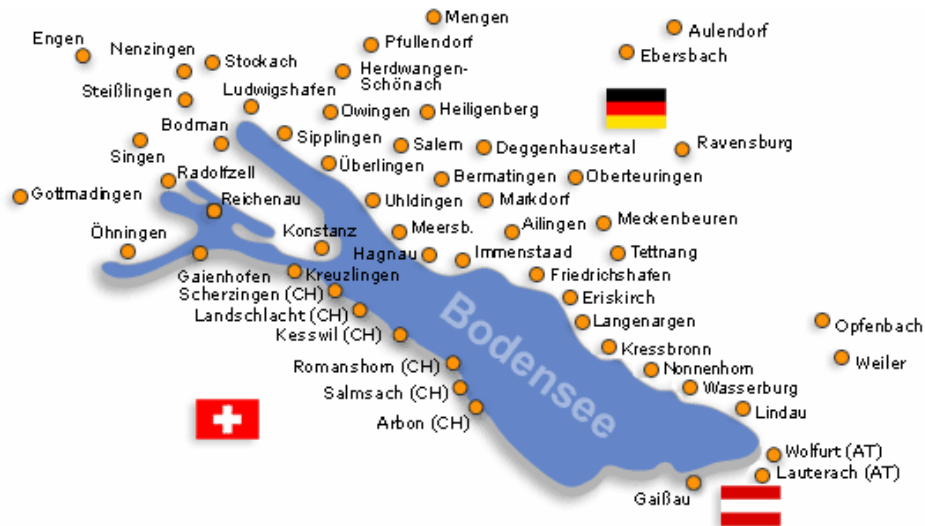 Mengen
Aulendorf
Engen
Nenzingen
Pfullendorf
Ebersbach
Stockach
Herdwangen-
Schönach
Steißlingen
Ludwigshafen
Owingen
Heiligenberg
Bodman
Sipplingen
Salem
Deggenhausertal
Ravensburg
Singen
Überlingen
Radolfzell
Bermatingen
Oberteuringen
Gottmadingen
Reichenau
Uhldingen
Markdorf
Öhningen
Konstanz
Meersb.
Ailingen
Meckenbeuren
Hagnau
Immenstaad
Tettnang
Gaienhofen
Kreuzlingen
Friedrichshafen
Scherzingen (CH)
Eriskirch
Landschlacht (CH)
Langenargen
Opfenbach
Kesswil (CH)
Bodensee
Kressbronn
Weiler
Romanshorn (CH)
Nonnenhorn
Salmsach (CH)
Wasserburg
Arbon (CH)
Lindau
Wolfurt (AT)
Lauterach (AT)
Gaißau